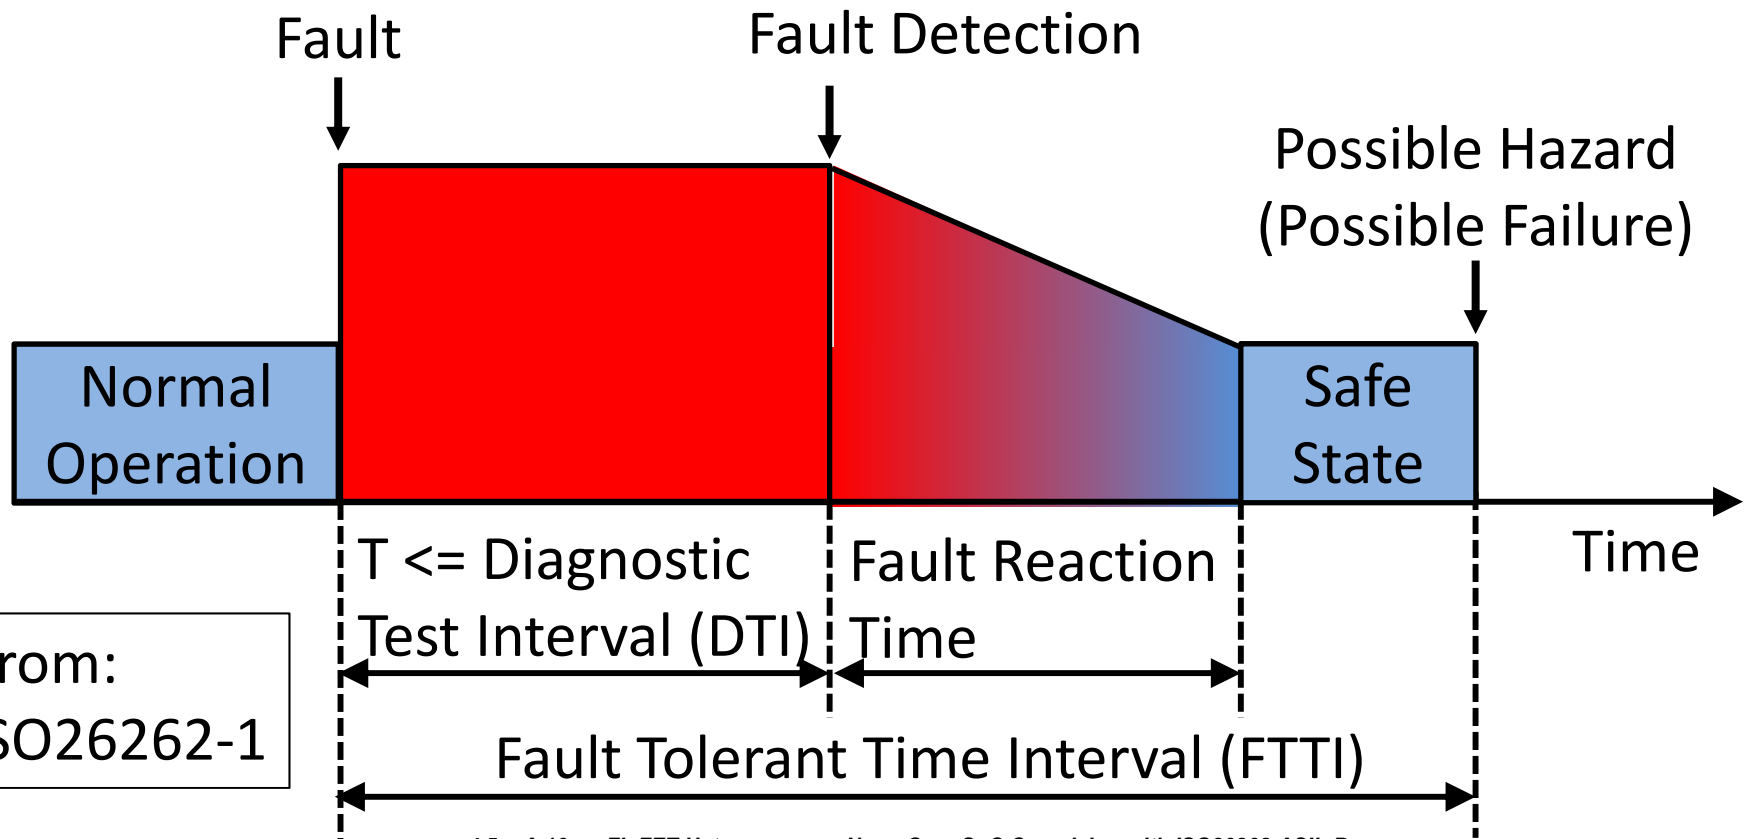 Fault
Fault Detection
Possible Hazard
(Possible Failure)
Normal
Operation
Safe
State
Time
T <= Diagnostic
Test Interval (DTI)
Fault Reaction
Time
rom:
SO26262-1
Fault Tolerant Time Interval (FTTI)